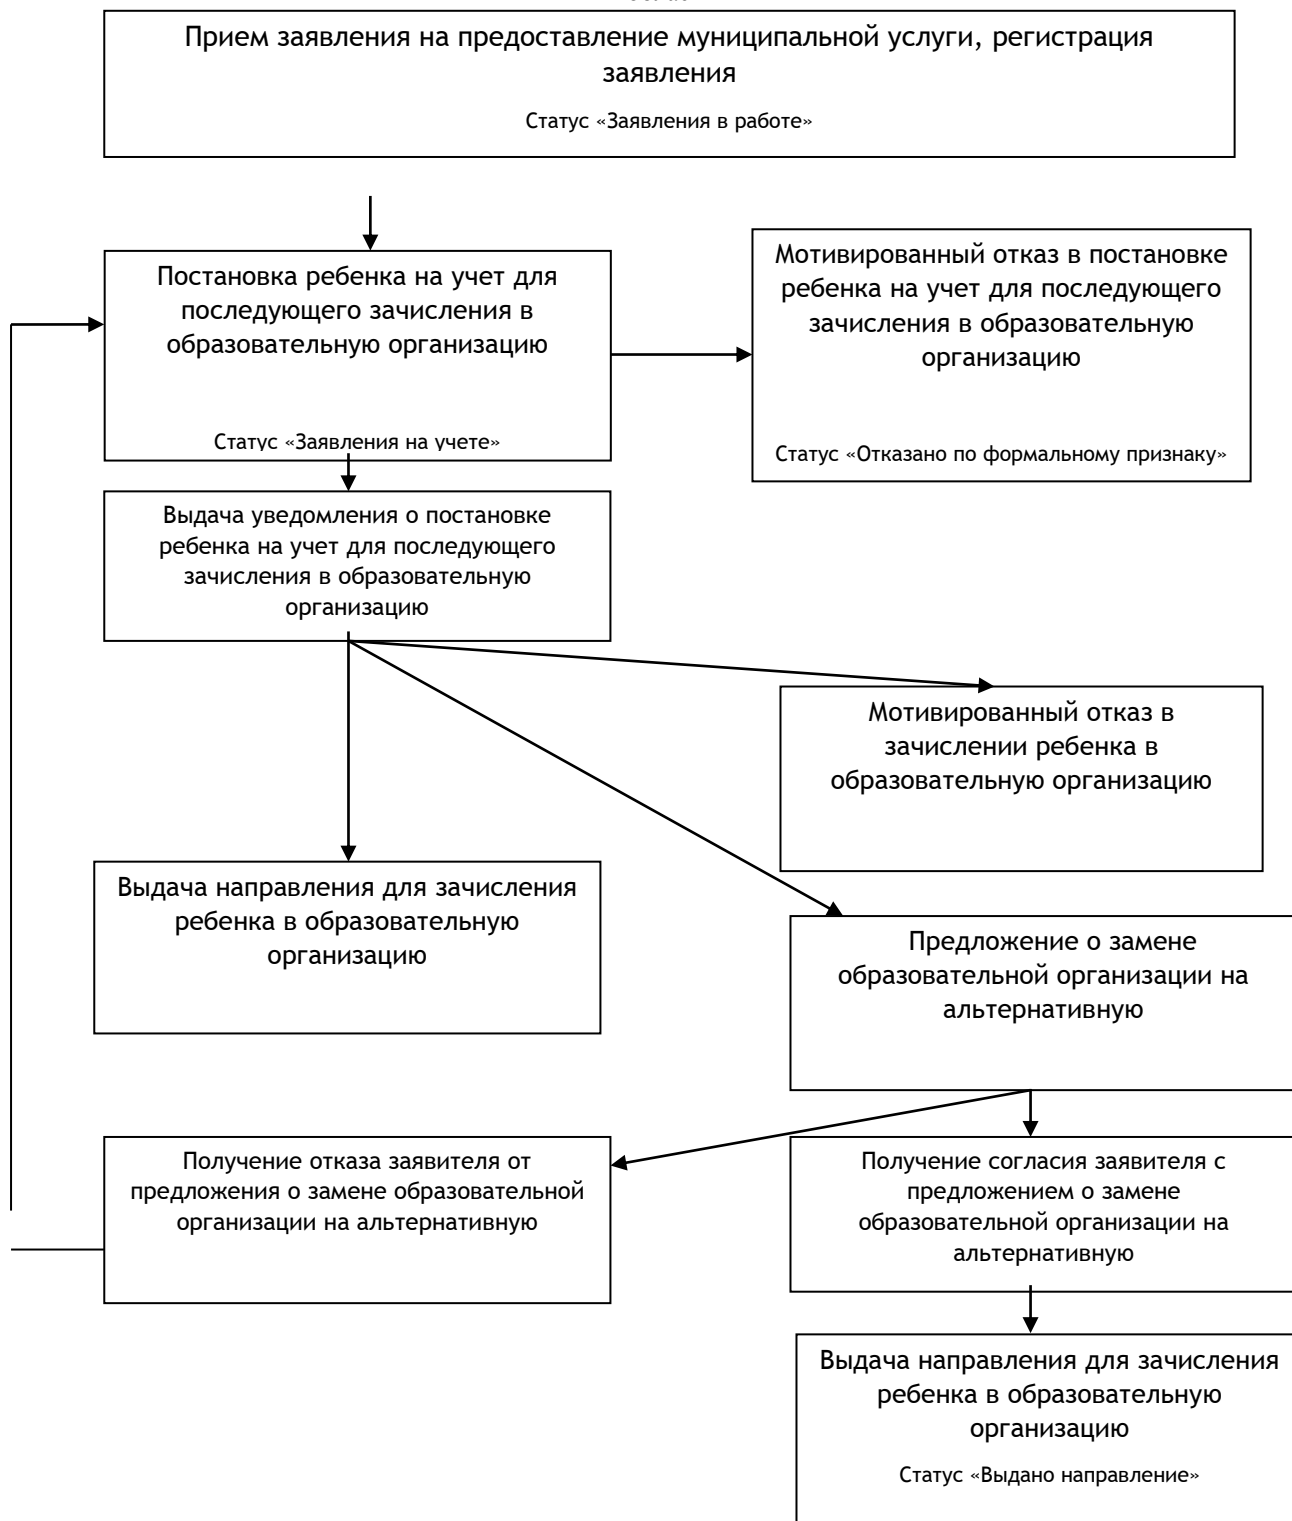 Прием заявления на предоставление муниципальной услуги, регистрация
заявления
Статус «Заявления в работе»
Постановка ребенка на учет для
последующего зачисления в
образовательную организацию
Статус «Заявления на учете»
Мотивированный отказ в постановке
ребенка на учет для последующего
зачисления в образовательную
организацию
Статус «Отказано по формальному признаку»
Выдача уведомления о постановке
ребенка на учет для последующего
зачисления в образовательную
организацию
Мотивированный отказ в
зачислении ребенка в
образовательную организацию
Выдача направления для зачисления
ребенка в образовательную
организацию
Предложение о замене
образовательной организации на
альтернативную
Получение отказа заявителя от
предложения о замене образовательной
организации на альтернативную
Получение согласия заявителя с
предложением о замене
образовательной организации на
альтернативную
Выдача направления для зачисления
ребенка в образовательную
организацию
Статус «Выдано направление»